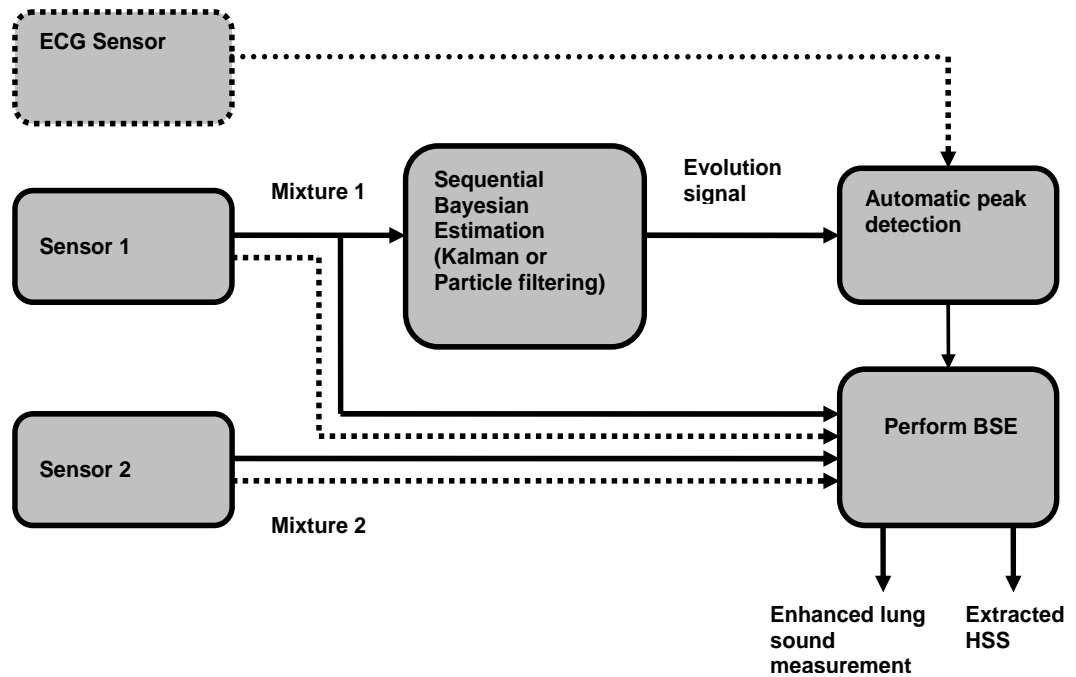 ECG Sensor
Mixture 1
Sequential
Bayesian
Estimation
(Kalman or
Particle filtering)
Evolution
signal
Automatic peak
detection
Sensor 1
Sensor 2
Mixture 2
Perform BSE
Enhanced lung
sound
measurement
Extracted
HSS